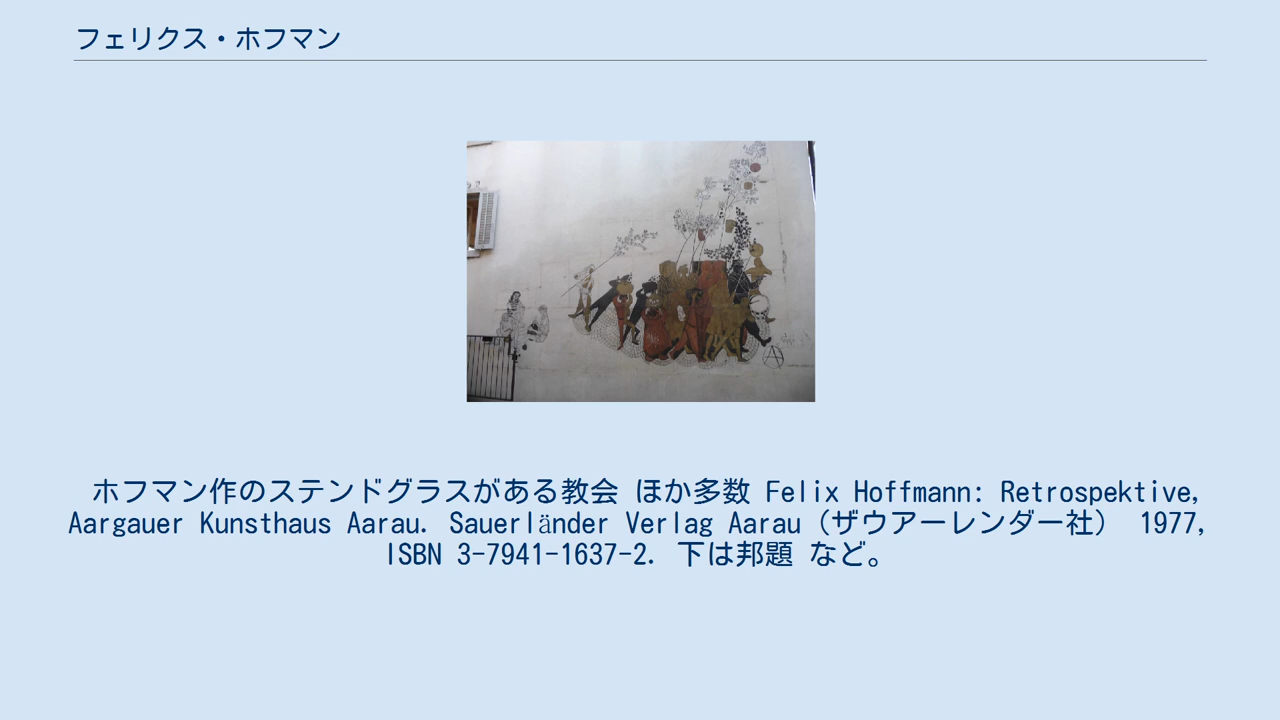 フェリクス・ホフマン
ホフマン作のステンドグラスがある教会 ほか多数 Felix Hoffmann: Retrospektive,
Aargauer Kunsthaus Aarau. Sauerländer Verlag Aarau（ザウアーレンダー社） 1977,
ISBN 3-7941-1637-2. 下は邦題 など。